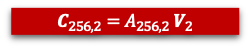 C₂₅₆,₂ = A₂₅₆,₂ V₂